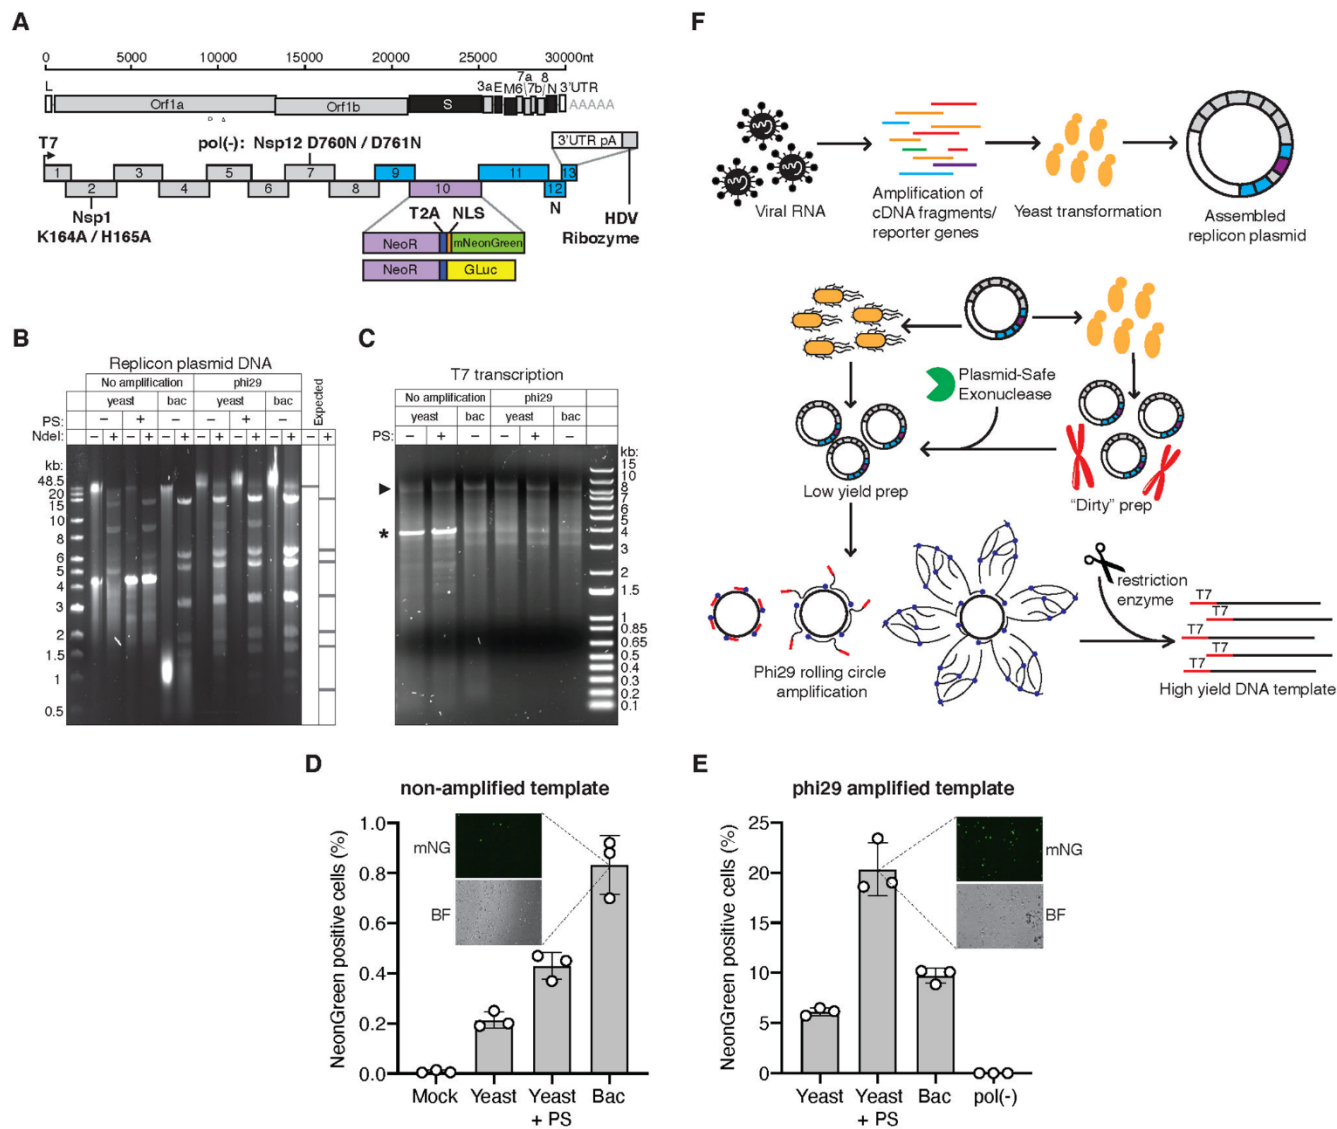 A
0 5000 10000 15000 20000 25000 30000nt
L Orf1a Orf1b S 3a E M 6 7a 7b 8 N 3'UTR
AAAAA
T7 pol(-): Nsp12 D760N / D761N 3'UTR pA
1 3 5 7 9 11 13
2 4 6 8 10 12
Nsp1 T2A NLS N HDV
K164A / H165A Ribozyme
NeoR mNeonGreen
NeoR GLuc
B
Replicon plasmid DNA
No amplification phi29 Expected
yeast bac yeast bac
PS: − + − − + −
NdeI: − + − + − + − + − + − + − +
kb:
48.5
20
15
10
8
6
5
4
3
2
1.5
1
0.5
C
T7 transcription
No amplification phi29
yeast bac yeast bac
PS: − + − − + −
kb:
15
10
8
7
6
5
4
3
2
1.5
1
0.85
0.65
0.5
0.4
0.3
0.2
0.1
*
D
non-amplified template
NeonGreen positive cells (%)
1.0
0.8
0.6
0.4
0.2
0.0
mNG
BF
Mock Yeast Yeast Bac
+ PS
E
phi29 amplified template
NeonGreen positive cells (%)
25
20
15
10
5
0
mNG
BF
Yeast Yeast Bac pol(-)
+ PS
F
Viral RNA
Amplification of
cDNA fragments/
reporter genes
Yeast transformation
Assembled
replicon plasmid
Plasmid-Safe
Exonuclease
Low yield prep
"Dirty" prep
Phi29 rolling circle
amplification
restriction
enzyme
T7
T7
T7
T7
T7
High yield DNA template